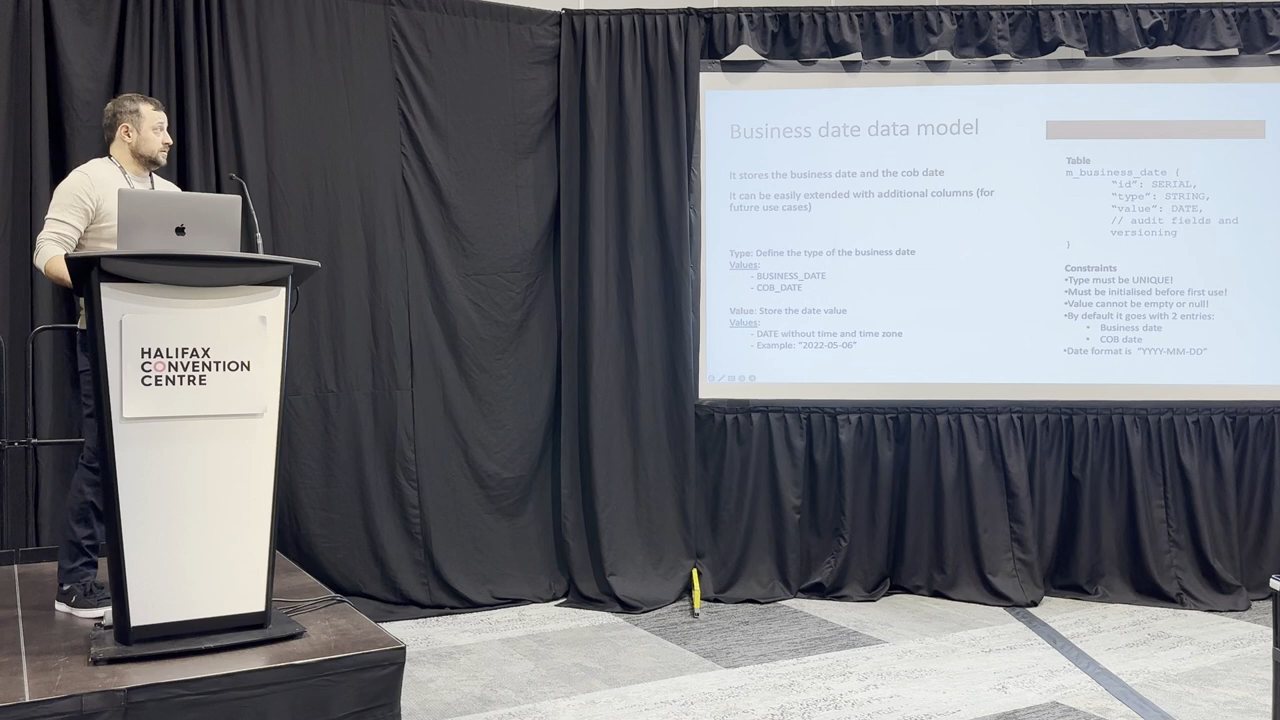 HALIFAX
CONVENTION
CENTRE
Business date data model
It stores the business date and the cob date
It can be easily extended with additional columns (for
future use cases)
Type: Define the type of the business date
Values:
- BUSINESS_DATE
- COB_DATE
Value: Store the date value
Values:
- DATE without time and time zone
- Example: “2022-05-06”
Table
m_business_date {
“id”: SERIAL,
“type”: STRING,
“value”: DATE,
// audit fields and
versioning
}
Constraints
•Type must be UNIQUE!
•Must be initialised before first use!
•Value cannot be empty or null!
•By default it goes with 2 entries:
• Business date
• COB date
•Date format is “YYYY-MM-DD”